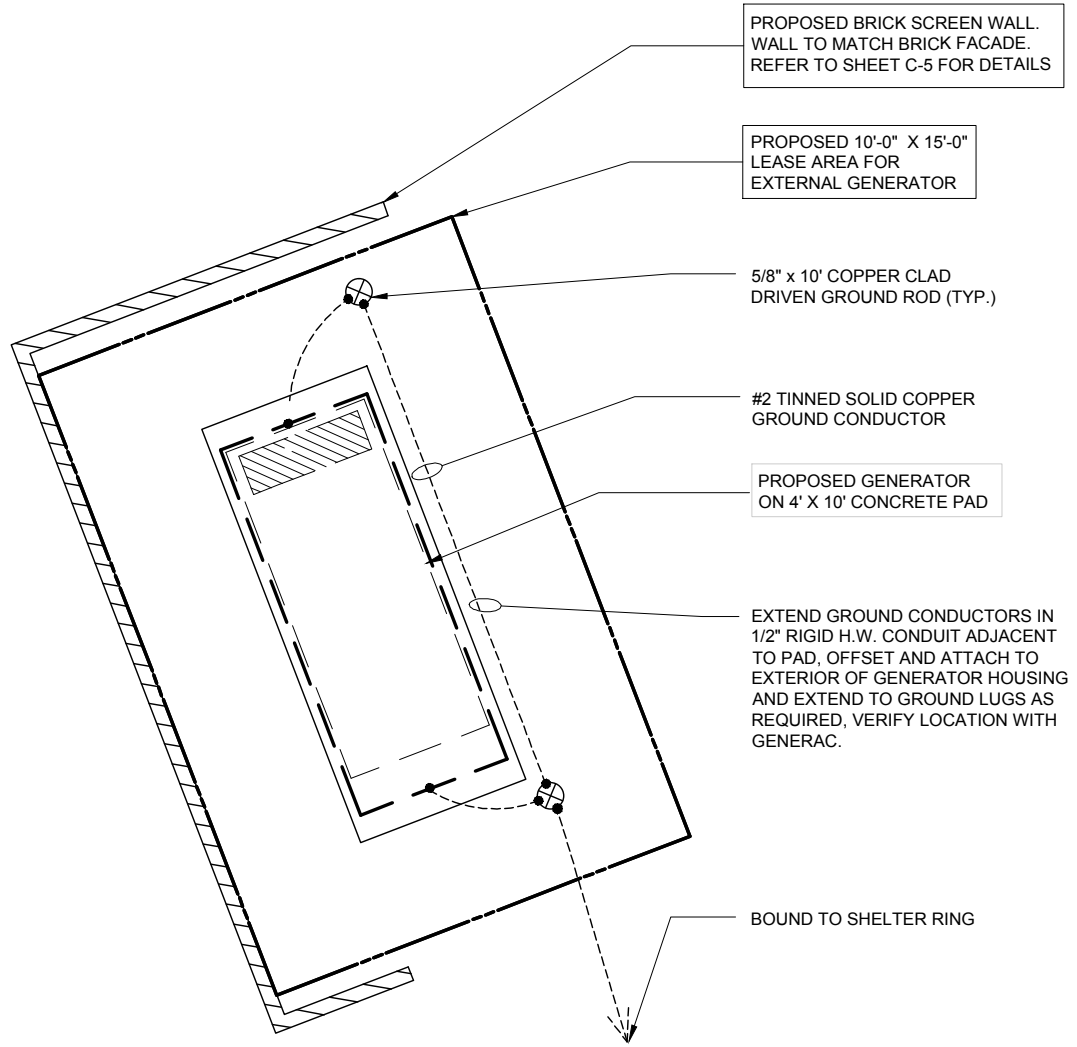 PROPOSED BRICK SCREEN WALL.
WALL TO MATCH BRICK FACADE.
REFER TO SHEET C-5 FOR DETAILS
PROPOSED 10'-0" X 15'-0"
LEASE AREA FOR
EXTERNAL GENERATOR
5/8" x 10' COPPER CLAD
DRIVEN GROUND ROD (TYP.)
#2 TINNED SOLID COPPER
GROUND CONDUCTOR
PROPOSED GENERATOR
ON 4' X 10' CONCRETE PAD
EXTEND GROUND CONDUCTORS IN
1/2" RIGID H.W. CONDUIT ADJACENT
TO PAD, OFFSET AND ATTACH TO
EXTERIOR OF GENERATOR HOUSING
AND EXTEND TO GROUND LUGS AS
REQUIRED, VERIFY LOCATION WITH
GENERAC.
BOUND TO SHELTER RING